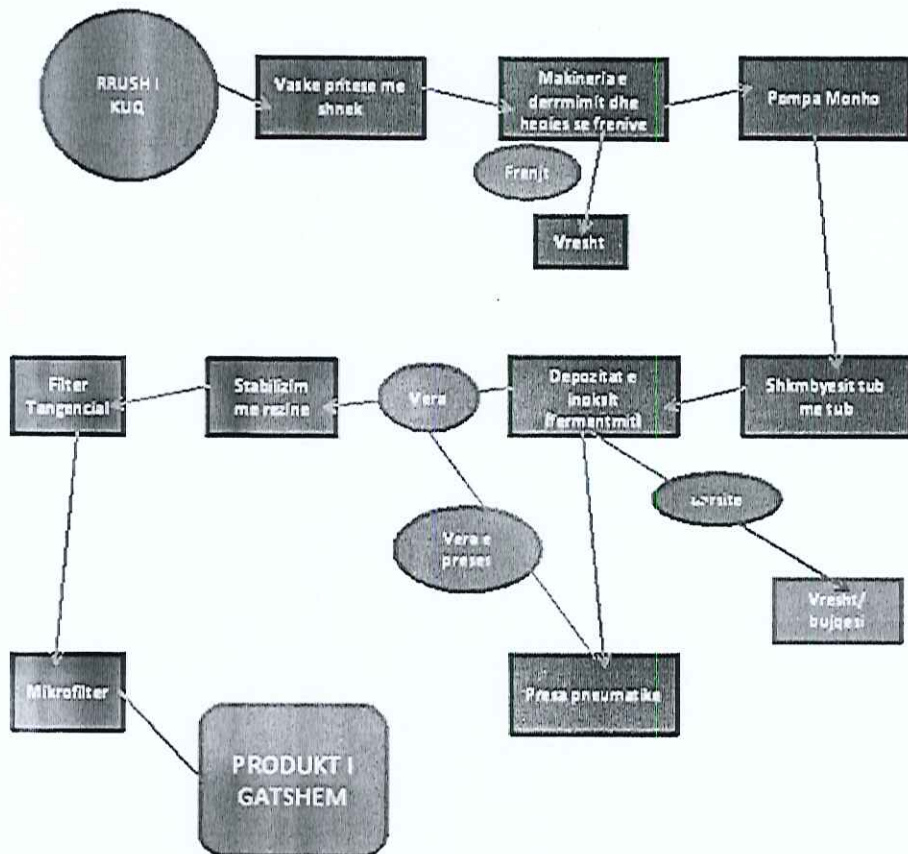 RRUSH I
KUQ
Vaske pritese me
shnek
Makineria e
derrmimit dhe
heqies se frenive
Pompa Monho
Frenjt
Vresht
Filter
Tangencial
Stabilizim
me rezine
Vera
Depozitat e
inoksit
(fermentmit)
Shkmbyesit tub
me tub
Vera e
preses
Vresht/
bujqesi
Mikrofilter
Presa pneumatike
PRODUKT I
GATSHEM